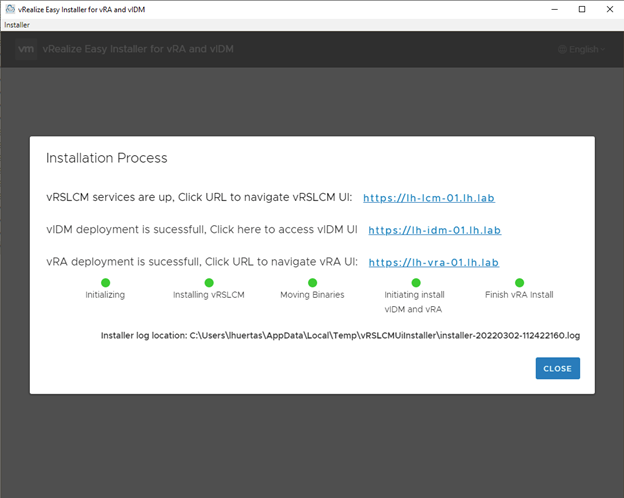 vRealize Easy Installer for vRA and vIDM
Installer
vm vRealize Easy Installer for vRA and vIDM English
Installation Process
vRSLCM services are up, Click URL to navigate vRSLCM UI: https://lh-lcm-01.lh.lab
vIDM deployment is sucessfull, Click here to access vIDM UI https://lh-idm-01.lh.lab
vRA deployment is sucessfull, Click URL to navigate vRA UI: https://lh-vra-01.lh.lab
Initializing Installing vRSLCM Moving Binaries Initiating install Finish vRA Install
vIDM and vRA
Installer log location: C:\Users\lhuertas\AppData\Local\Temp\vRSLCMUiInstaller\installer-20220302-112422160.log
CLOSE